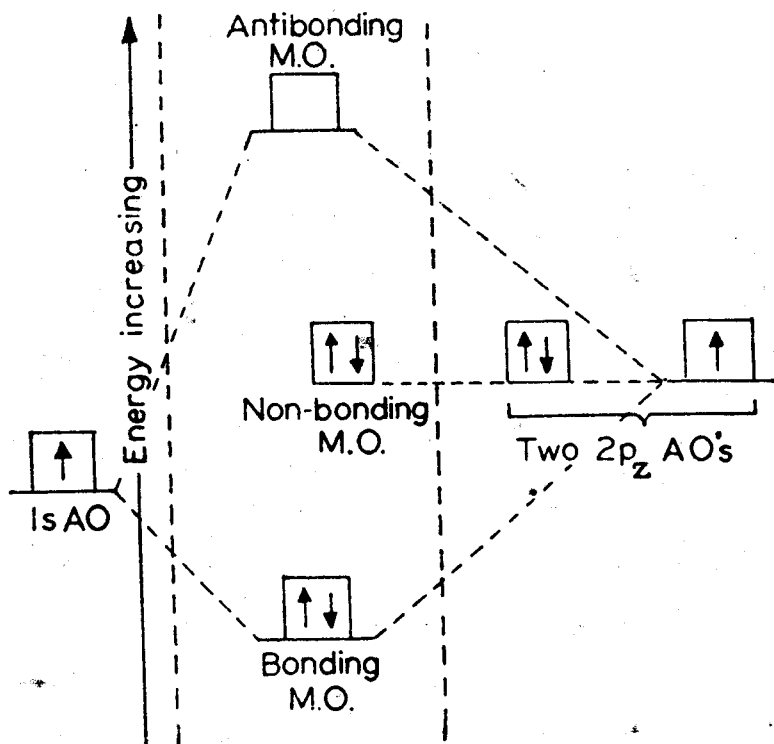 Antibonding
M.O.
Energy increasing
Non-bonding
M.O.
Two 2pz AO's
1s AO
Bonding
M.O.